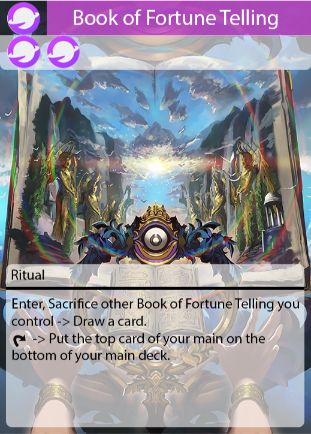 Book of Fortune Telling
Ritual
Enter, Sacrifice other Book of Fortune Telling you
control -> Draw a card.
-> Put the top card of your main on the
bottom of your main deck.